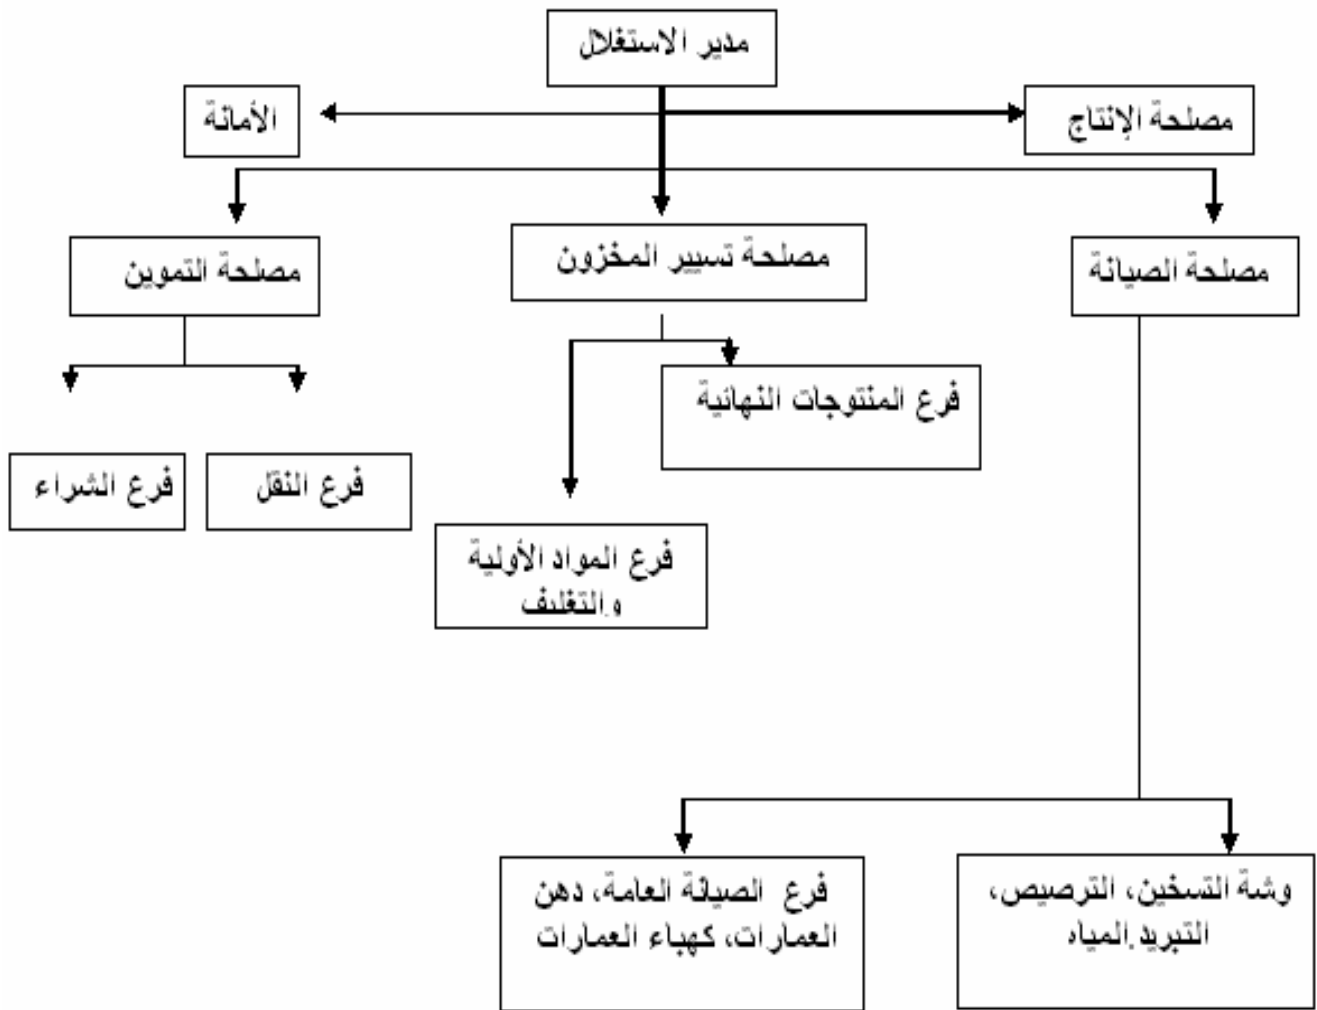 مدير الاستغلال
مصلحة الإنتاج
الأمانة
مصلحة الصيانة
مصلحة تسيير المخزون
مصلحة التموين
فرع المنتوجات النهائية
فرع النقل
فرع الشراء
فرع المواد الأولية
والتغليف
وشة التسخين، الترصيص،
التبريد.المياه
فرع الصيانة العامة، دهن
العمارات، كهباء العمارات